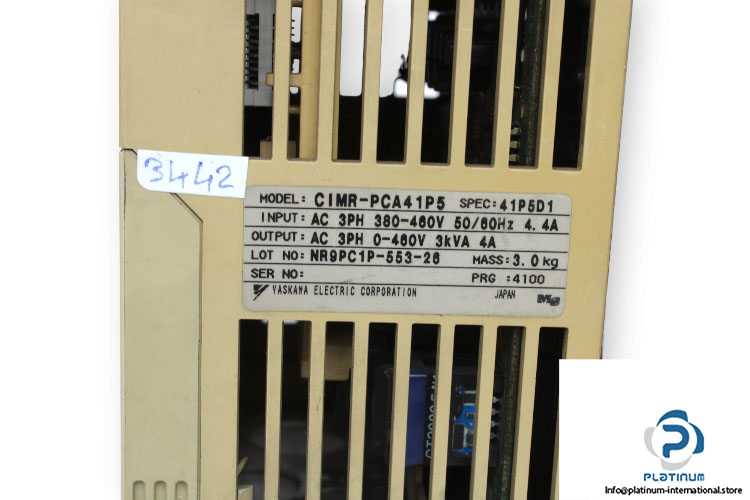 3442
MODEL: CIMR-PCA41P5 SPEC: 41P5D1
INPUT: AC 3PH 380-460V 50/60Hz 4.4A
OUTPUT: AC 3PH 0-460V 3kVA 4A
LOT NO: NR9PC1P-553-26 MASS: 3.0 kg
SER NO: PRG :4100
YASKAWA ELECTRIC CORPORATION JAPAN
PLATINUM
Info@platinum-international.store